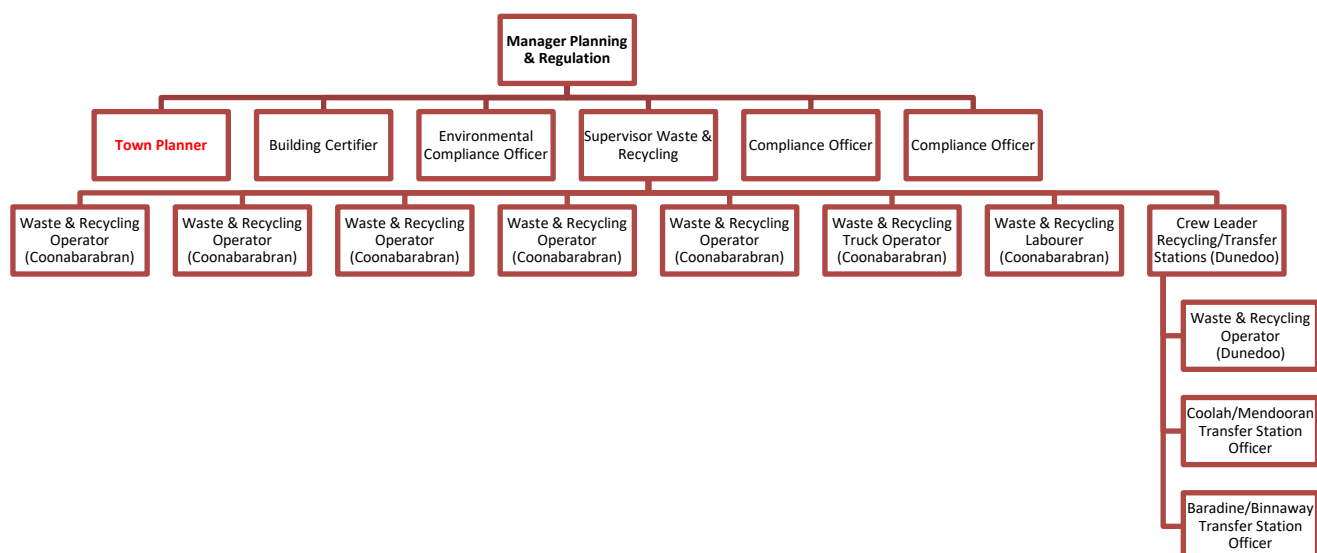 Manager Planning
& Regulation
Town Planner
Building Certifier
Environmental
Compliance Officer
Supervisor Waste &
Recycling
Compliance Officer
Compliance Officer
Waste & Recycling
Operator
(Coonabarabran)
Waste & Recycling
Operator
(Coonabarabran)
Waste & Recycling
Operator
(Coonabarabran)
Waste & Recycling
Operator
(Coonabarabran)
Waste & Recycling
Operator
(Coonabarabran)
Waste & Recycling
Truck Operator
(Coonabarabran)
Waste & Recycling
Labourer
(Coonabarabran)
Crew Leader
Recycling/Transfer
Stations (Dunedoo)
Waste & Recycling
Operator
(Dunedoo)
Coolah/Mendooran
Transfer Station
Officer
Baradine/Binnaway
Transfer Station
Officer